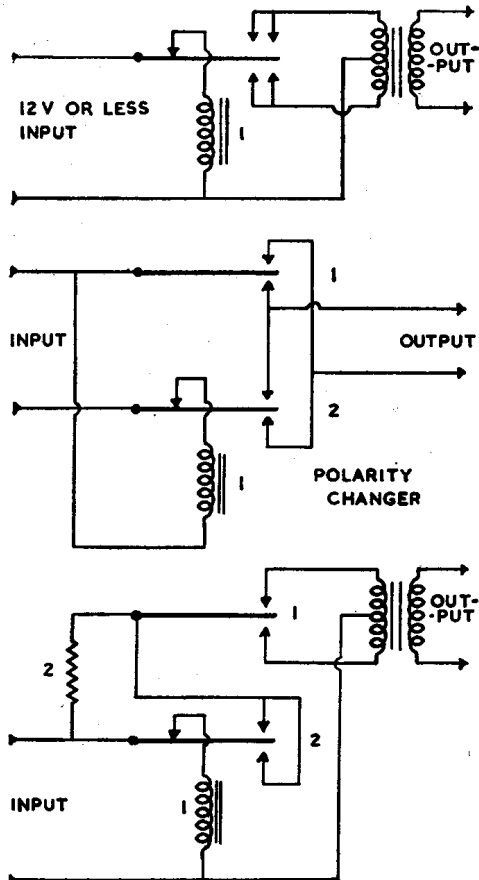 OUT-
-PUT
12 V OR LESS
INPUT
1
1
INPUT
OUTPUT
2
1
POLARITY
CHANGER
1
OUT-
-PUT
2
2
INPUT
1